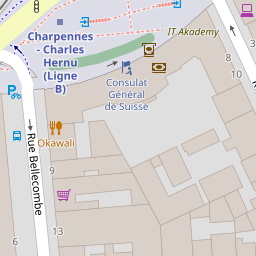 Charpennes
- Charles
Hernu
(Ligne
B)
IT Akademy
8
10
Consulat
Général
de Suisse
9
Okawali
Rue Bellecombe
6
13